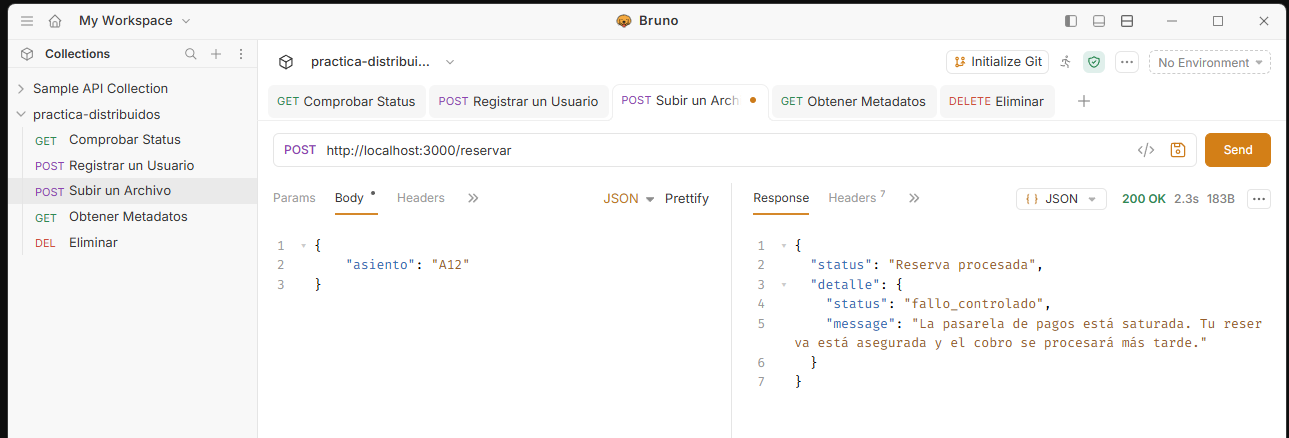 My Workspace
Bruno
Collections
Sample API Collection
practica-distribuidos
GET Comprobar Status
POST Registrar un Usuario
POST Subir un Archivo
GET Obtener Metadatos
DEL Eliminar
practica-distribui...
Initialize Git
No Environment
GET Comprobar Status
POST Registrar un Usuario
POST Subir un Arch
GET Obtener Metadatos
DELETE Eliminar
POST http://localhost:3000/reservar
Send
Params Body Headers
JSON Prettify
1 {
2 "asiento": "A12"
3 }
Response Headers 7
{ } JSON
200 OK 2.3s 183B
1 {
2 "status": "Reserva procesada",
3 "detalle": {
4 "status": "fallo_controlado",
5 "message": "La pasarela de pagos está saturada. Tu reser
va está asegurada y el cobro se procesará más tarde."
6 }
7 }